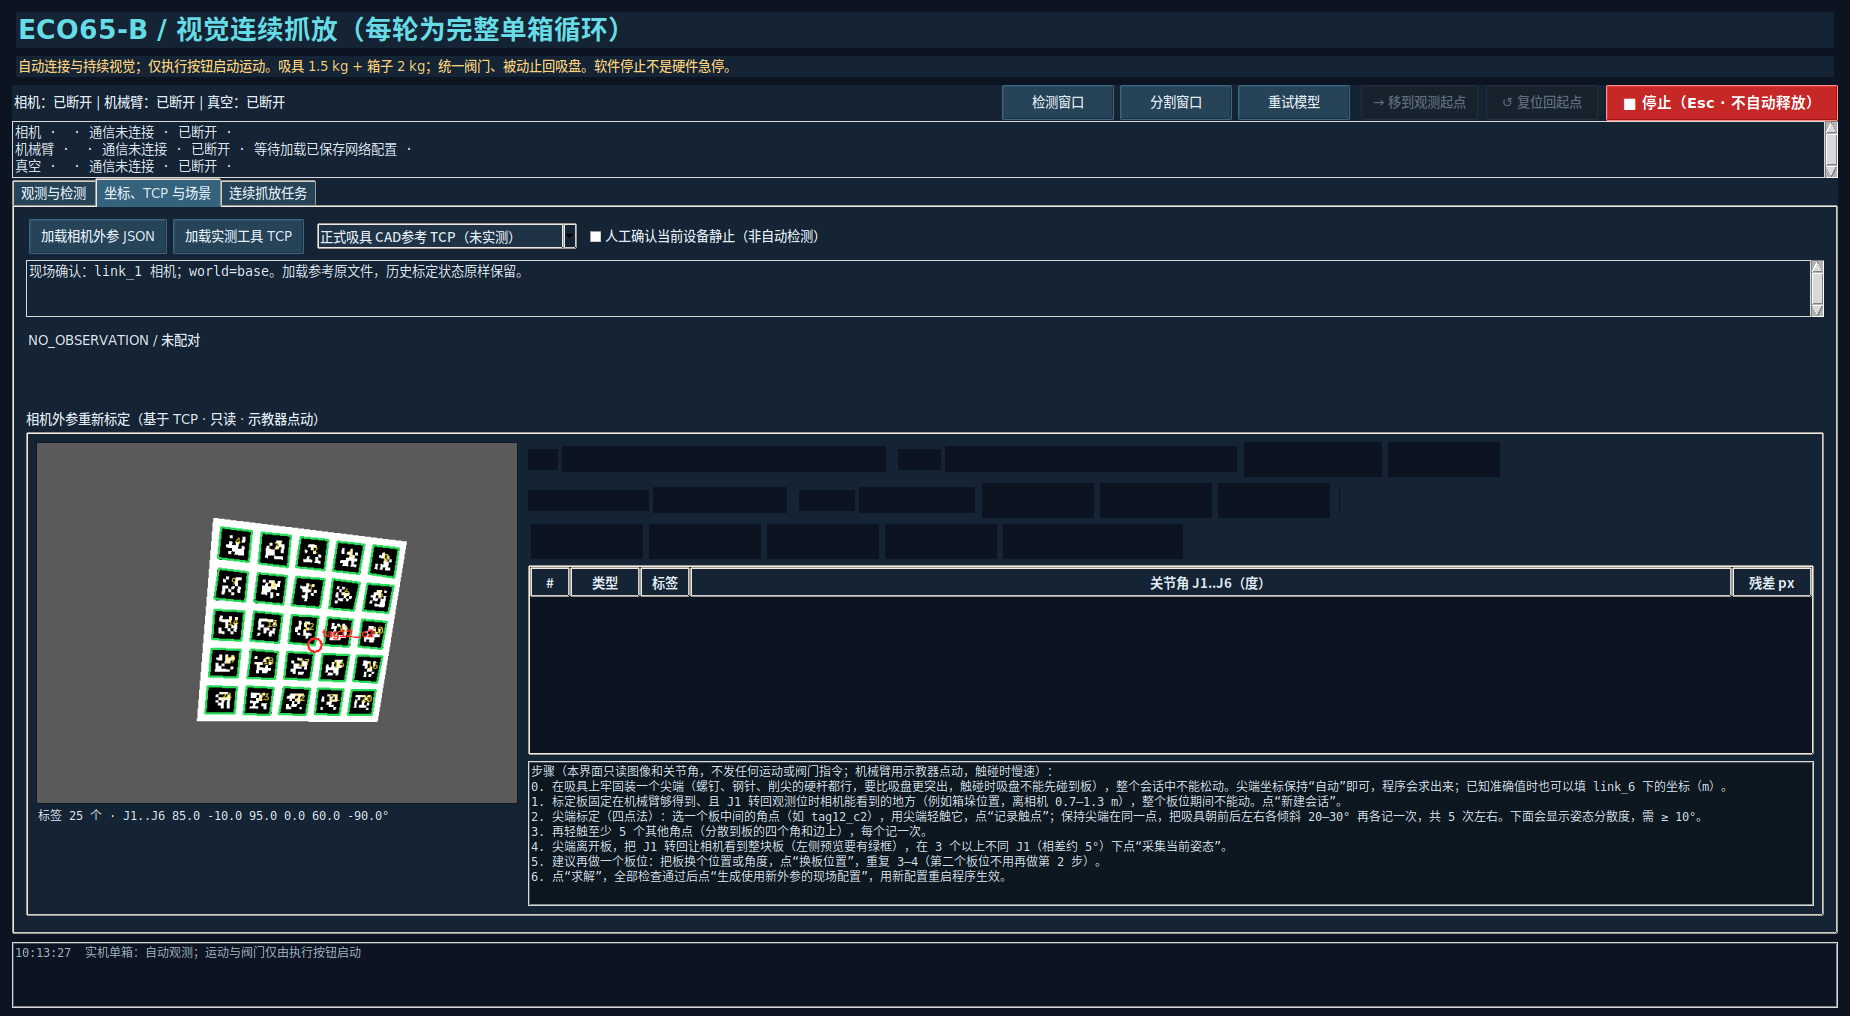 ECO65-B / 视觉连续抓放（每轮为完整单箱循环）
自动连接与持续视觉；仅执行按钮启动运动。吸具 1.5 kg + 箱子 2 kg；统一阀门、被动止回吸盘。软件停止不是硬件急停。
相机：已断开 | 机械臂：已断开 | 真空：已断开
检测窗口
分割窗口
重试模型
→ 移到观测起点
↺ 复位回起点
■ 停止（Esc · 不自动释放）
相机 · · 通信未连接 · 已断开 ·
机械臂 · · 通信未连接 · 已断开 · 等待加载已保存网络配置 ·
真空 · · 通信未连接 · 已断开 ·
观测与检测
坐标、TCP 与场景
连续抓放任务
加载相机外参 JSON
加载实测工具 TCP
正式吸具 CAD参考 TCP（未实测）
人工确认当前设备静止（非自动检测）
现场确认：link_1 相机；world=base。加载参考原文件，历史标定状态原样保留。
NO_OBSERVATION / 未配对
相机外参重新标定（基于 TCP · 只读 · 示教器点动）
# 类型 标签 关节角 J1..J6（度） 残差 px
标签 25 个 · J1..J6 85.0 -10.0 95.0 0.0 60.0 -90.0°
步骤（本界面只读图像和关节角，不发任何运动或阀门指令；机械臂用示教器点动，触碰时慢速）：
0. 在吸具上牢固装一个尖端（螺钉、钢针、削尖的硬杆都行，要比吸盘更突出，触碰时吸盘不能先碰到板），整个会话中不能松动。尖端坐标保持“自动”即可，程序会求出来；已知准确值时也可以填 link_6 下的坐标（m）。
1. 标定板固定在机械臂够得到、且 J1 转回观测位时相机能看到的地方（例如箱垛位置，离相机 0.7–1.3 m），整个板位期间不能动。点“新建会话”。
2. 尖端标定（四点法）：选一个板中间的角点（如 tag12_c2），用尖端轻触它，点“记录触点”；保持尖端在同一点，把吸具朝前后左右各倾斜 20–30° 再各记一次，共 5 次左右。下面会显示姿态分散度，需 ≥ 10°。
3. 再轻触至少 5 个其他角点（分散到板的四个角和边上），每个记一次。
4. 尖端离开板，把 J1 转回让相机看到整块板（左侧预览要有绿框），在 3 个以上不同 J1（相差约 5°）下点“采集当前姿态”。
5. 建议再做一个板位：把板换个位置或角度，点“换板位置”，重复 3–4（第二个板位不用再做第 2 步）。
6. 点“求解”，全部检查通过后点“生成使用新外参的现场配置”，用新配置重启程序生效。
10:13:27 实机单箱：自动观测；运动与阀门仅由执行按钮启动